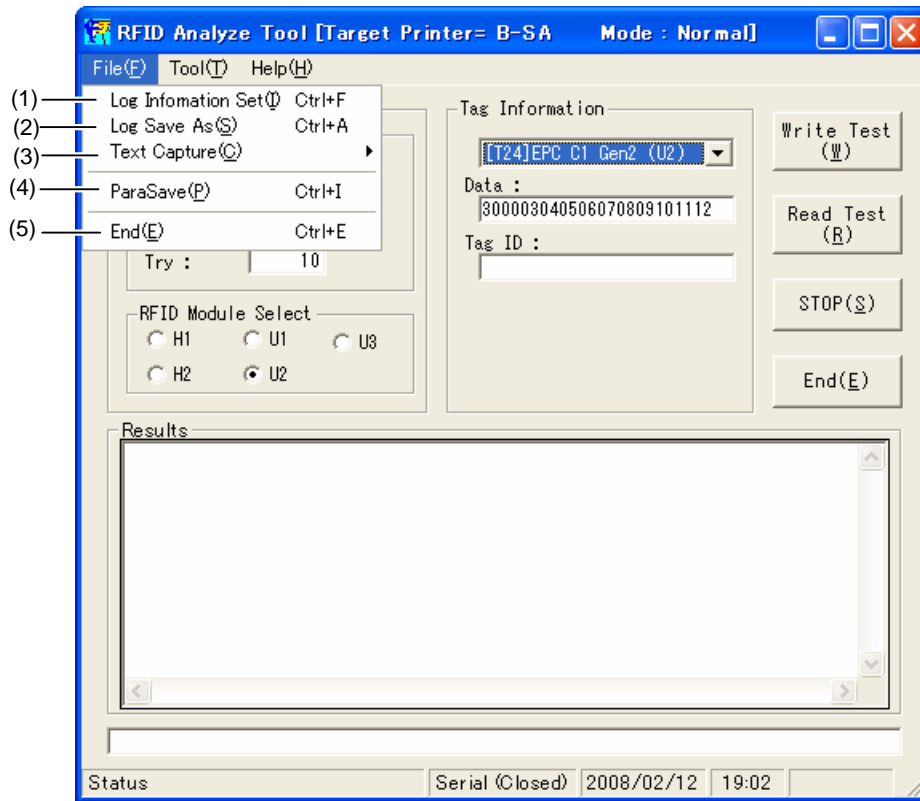 RFID Analyze Tool [Target Printer= B-SA Mode : Normal]
File(F) Tool(T) Help(H)
(1) Log Infomation Set(I) Ctrl+F
(2) Log Save As(S) Ctrl+A
(3) Text Capture(C)
(4) ParaSave(P) Ctrl+I
(5) End(E) Ctrl+E
Try : 10
RFID Module Select
H1 U1 U3
H2 U2
Tag Information
[T24]EPC C1 Gen2 (U2)
Data :
300003040506070809101112
Tag ID :
Write Test
(W)
Read Test
(R)
STOP(S)
End(E)
Results
Status Serial (Closed) 2008/02/12 19:02